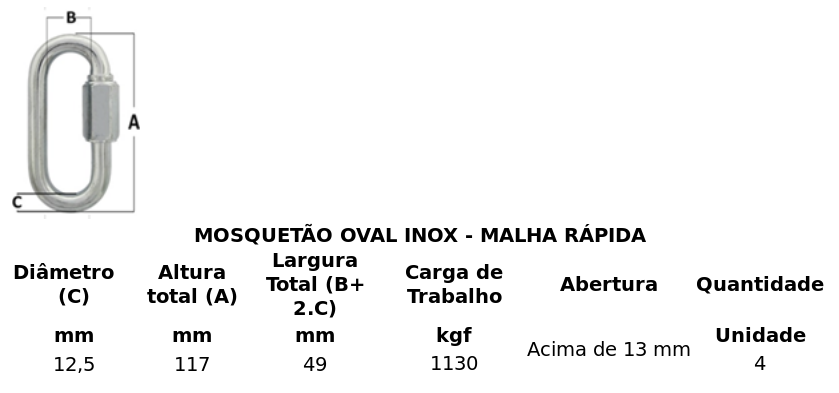 B
A
C
MOSQUETÃO OVAL INOX - MALHA RÁPIDA
Diâmetro (C) Altura total (A) Largura Total (B+ 2.C) Carga de Trabalho Abertura Quantidade
mm mm mm kgf Acima de 13 mm Unidade
12,5 117 49 1130 4